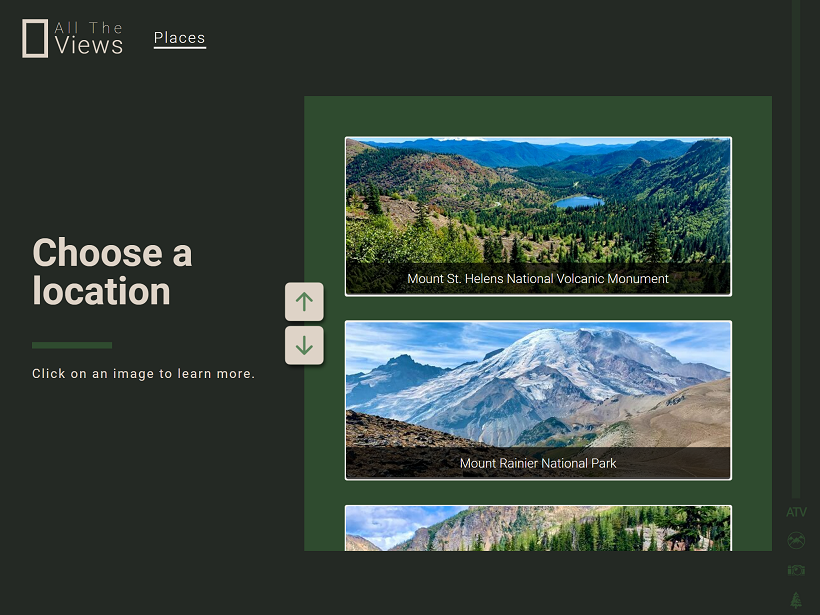 All The
Views
Places
Choose a
location
Click on an image to learn more.
Mount St. Helens National Volcanic Monument
Mount Rainier National Park
ATV